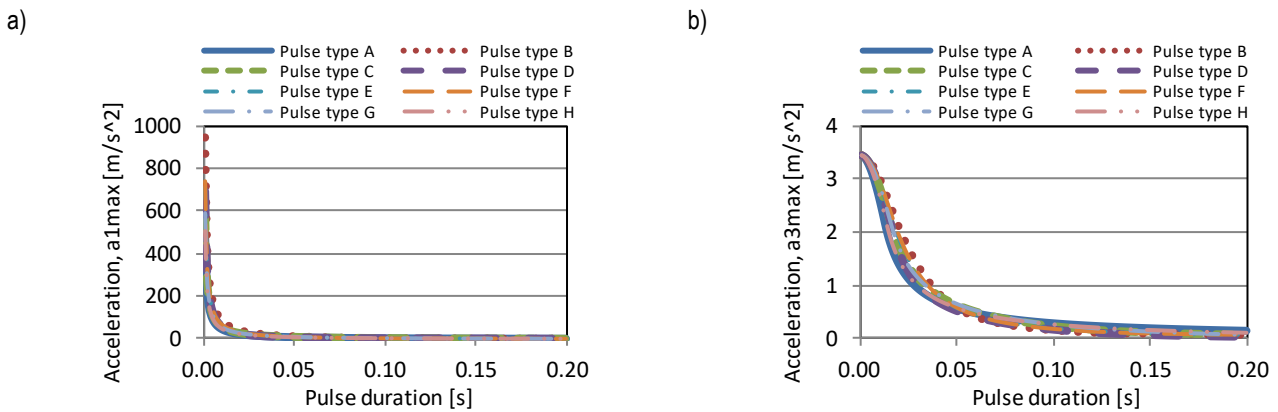 a)
Pulse type A Pulse type B
Pulse type C Pulse type D
Pulse type E Pulse type F
Pulse type G Pulse type H
Acceleration, a1max [m/s^2]
1000
800
600
400
200
0
0.00 0.05 0.10 0.15 0.20
Pulse duration [s]
b)
Pulse type A Pulse type B
Pulse type C Pulse type D
Pulse type E Pulse type F
Pulse type G Pulse type H
Acceleration, a3max [m/s^2]
4
3
2
1
0
0.00 0.05 0.10 0.15 0.20
Pulse duration [s]